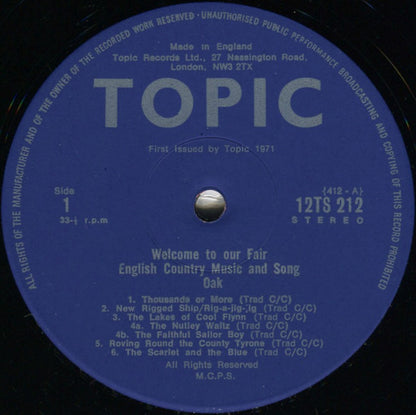 ALL RIGHTS OF THE MANUFACTURER AND OF THE OWNER OF THE RECORDED WORK RESERVED · UNAUTHORISED PUBLIC PERFORMANCE BROADCASTING AND COPYING OF THIS RECORD PROHIBITED
Made in England
Topic Records Ltd., 27 Nassington Road,
London, NW3 2TX
TOPIC
First Issued by Topic 1971
Side
1
33-⅓ r.p.m.
(412 - A)
12TS 212
STEREO
Welcome to our Fair
English Country Music and Song
Oak
1. Thousands or More (Trad C/C)
2. New Rigged Ship/Rig-a-jig-jig (Trad C/C)
3. The Lakes of Cool Flynn (Trad C/C)
4a. The Nutley Waltz (Trad C/C)
4b. The Faithful Sailor Boy (Trad C/C)
5. Roving Round the County Tyrone (Trad C/C)
6. The Scarlet and the Blue (Trad C/C)
All Rights Reserved
M.C.P.S.